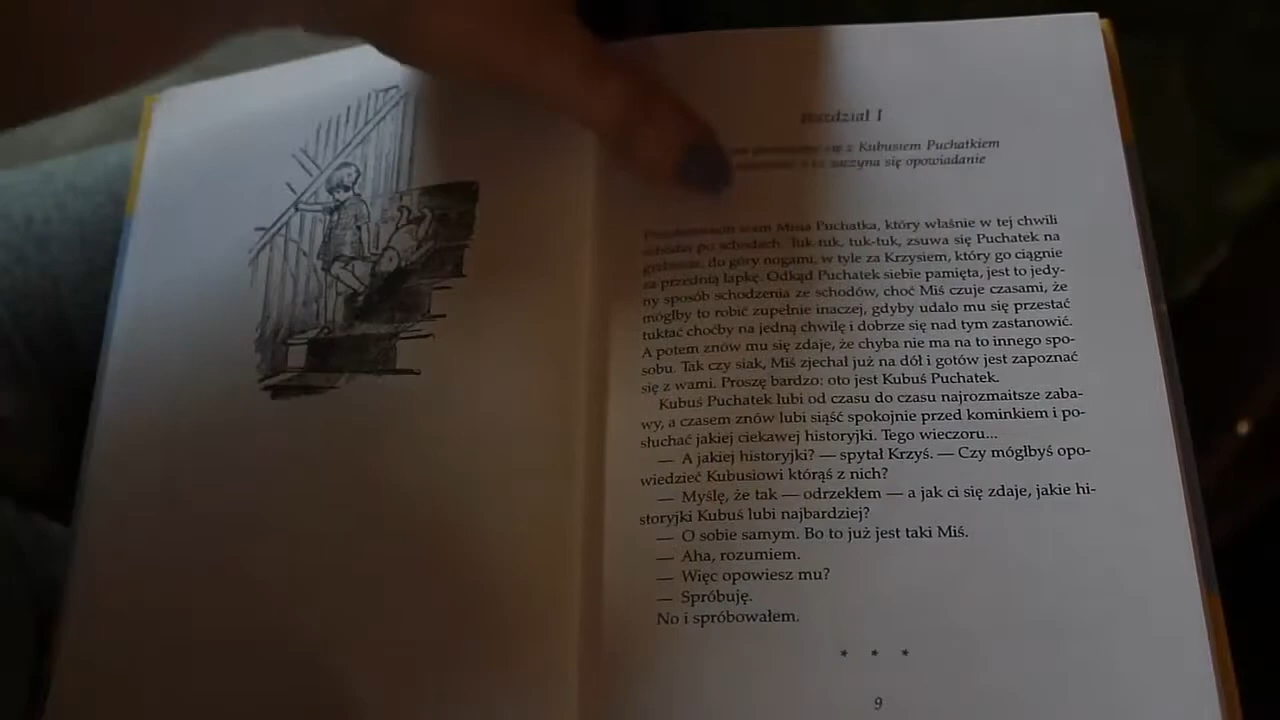 Rozdział I
się z Kubusiem Puchatkiem
zaczyna się opowiadanie
wam Misia Puchatka, który właśnie w tej chwili
schodzi po schodach. Tuk-tuk, tuk-tuk, zsuwa się Puchatek na
grzbiecie, do góry nogami, w tyle za Krzysiem, który go ciągnie
za przednią łapkę. Odkąd Puchatek siebie pamięta, jest to jedy-
ny sposób schodzenia ze schodów, choć Miś czuje czasami, że
mógłby to robić zupełnie inaczej, gdyby udało mu się przestać
tuktać choćby na jedną chwilę i dobrze się nad tym zastanowić.
A potem znów mu się zdaje, że chyba nie ma na to innego spo-
sobu. Tak czy siak, Miś zjechał już na dół i gotów jest zapoznać
się z wami. Proszę bardzo: oto jest Kubuś Puchatek.
Kubuś Puchatek lubi od czasu do czasu najrozmaitsze zaba-
wy, a czasem znów lubi siąść spokojnie przed kominkiem i po-
słuchać jakiej ciekawej historyjki. Tego wieczoru...
— A jakiej historyjki? — spytał Krzyś. — Czy mógłbyś opo-
wiedzieć Kubusiowi którąś z nich?
— Myślę, że tak — odrzekłem — a jak ci się zdaje, jakie hi-
storyjki Kubuś lubi najbardziej?
— O sobie samym. Bo to już jest taki Miś.
— Aha, rozumiem.
— Więc opowiesz mu?
— Spróbuję.
No i spróbowałem.
* * *
9